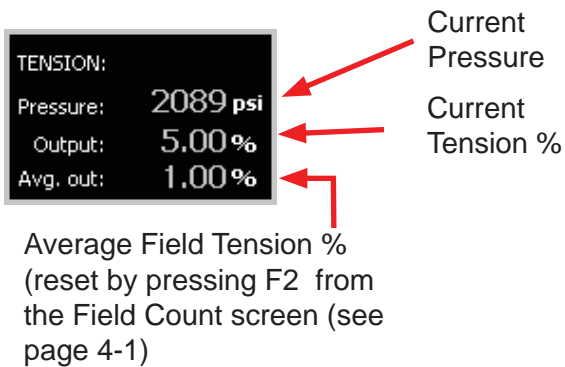 TENSION:
Pressure: 2089 psi
Output: 5.00 %
Avg. out: 1.00 %
Current
Pressure
Current
Tension %
Average Field Tension %
(reset by pressing F2 from
the Field Count screen (see
page 4-1)